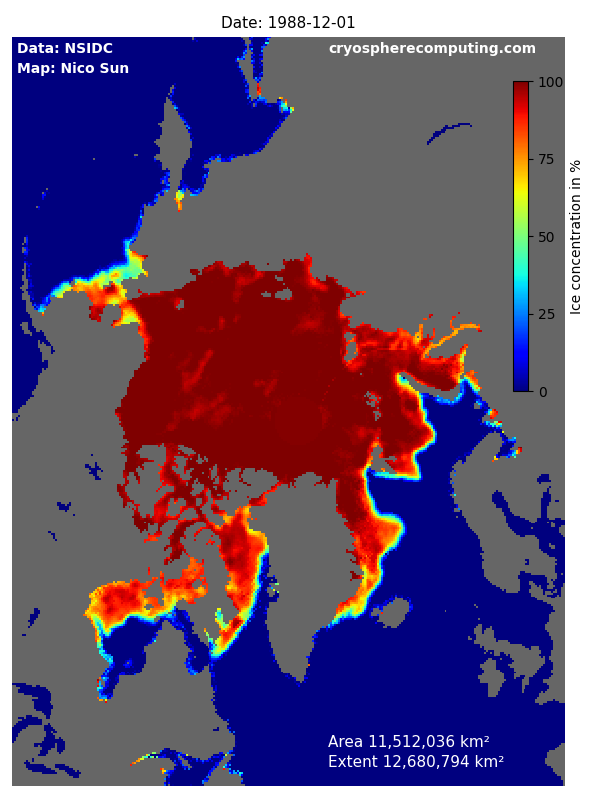 Date: 1988-12-01
Data: NSIDC
Map: Nico Sun
cryospherecomputing.com
100
75
50
25
0
Ice concentration in %
Area 11,512,036 km²
Extent 12,680,794 km²